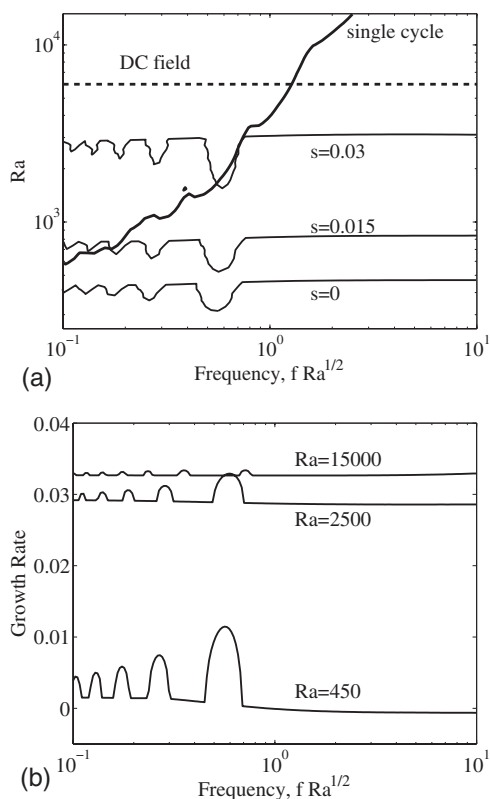 10^4
single cycle
DC field
Ra
s=0.03
10^3
s=0.015
s=0
10^-1
10^0
10^1
(a)
Frequency, f Ra^1/2
0.04
Ra=15000
0.03
Ra=2500
Growth Rate
0.02
0.01
Ra=450
0
(b)
10^-1
10^0
10^1
Frequency, f Ra^1/2